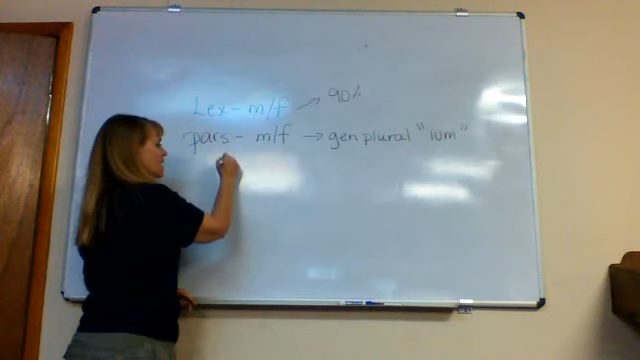 Lex - m/f → 90%
pars - m/f → gen plural "ium"